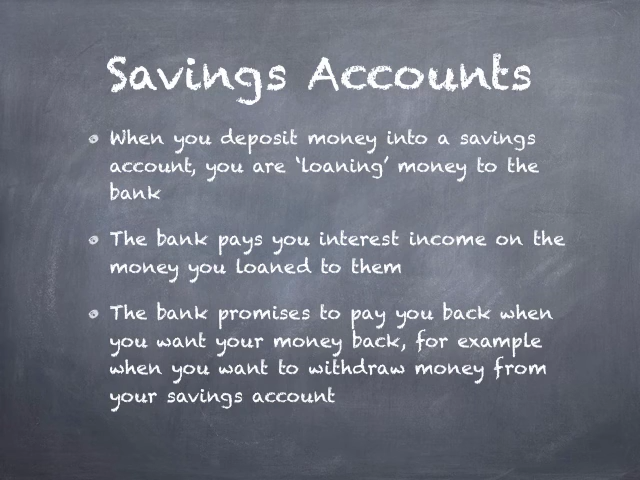 Savings Accounts
When you deposit money into a savings
account, you are ‘loaning’ money to the
bank
The bank pays you interest income on the
money you loaned to them
The bank promises to pay you back when
you want your money back, for example
when you want to withdraw money from
your savings account